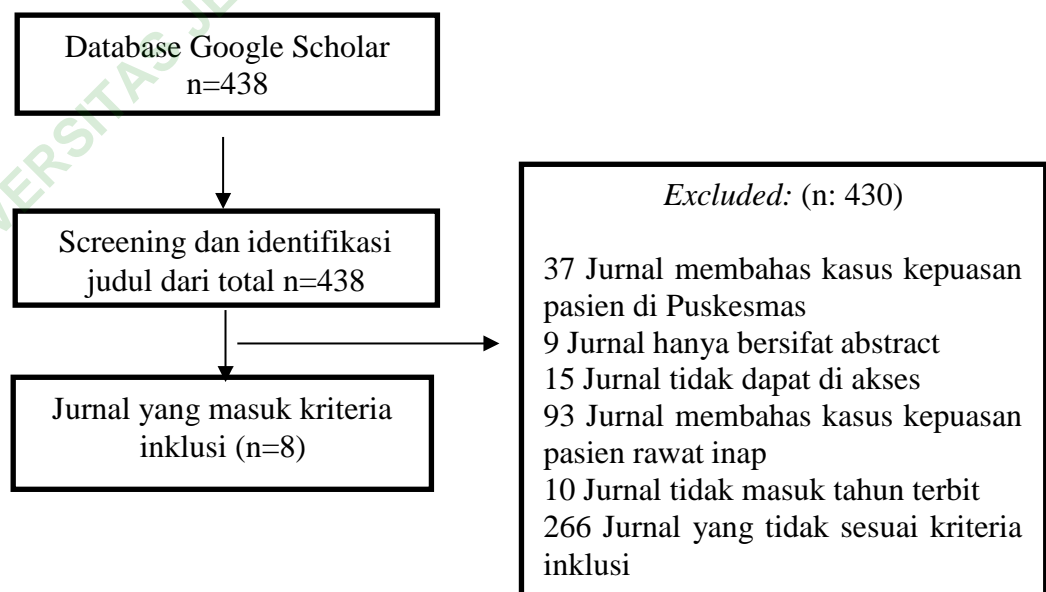 Database Google Scholar
n=438
Screening dan identifikasi
judul dari total n=438
Excluded: (n: 430)
37 Jurnal membahas kasus kepuasan
pasien di Puskesmas
9 Jurnal hanya bersifat abstract
15 Jurnal tidak dapat di akses
93 Jurnal membahas kasus kepuasan
pasien rawat inap
10 Jurnal tidak masuk tahun terbit
266 Jurnal yang tidak sesuai kriteria
inklusi
Jurnal yang masuk kriteria
inklusi (n=8)